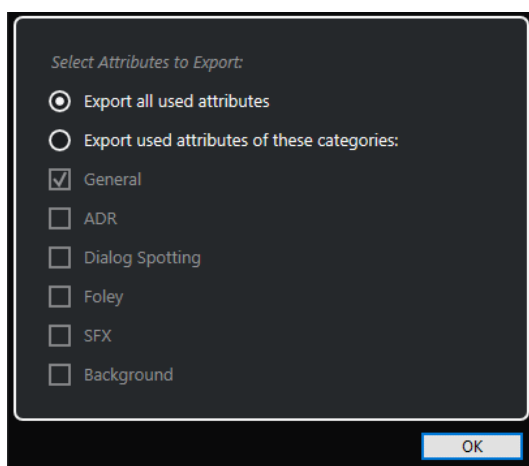 Select Attributes to Export:
Export all used attributes
Export used attributes of these categories:
General
ADR
Dialog Spotting
Foley
SFX
Background
OK